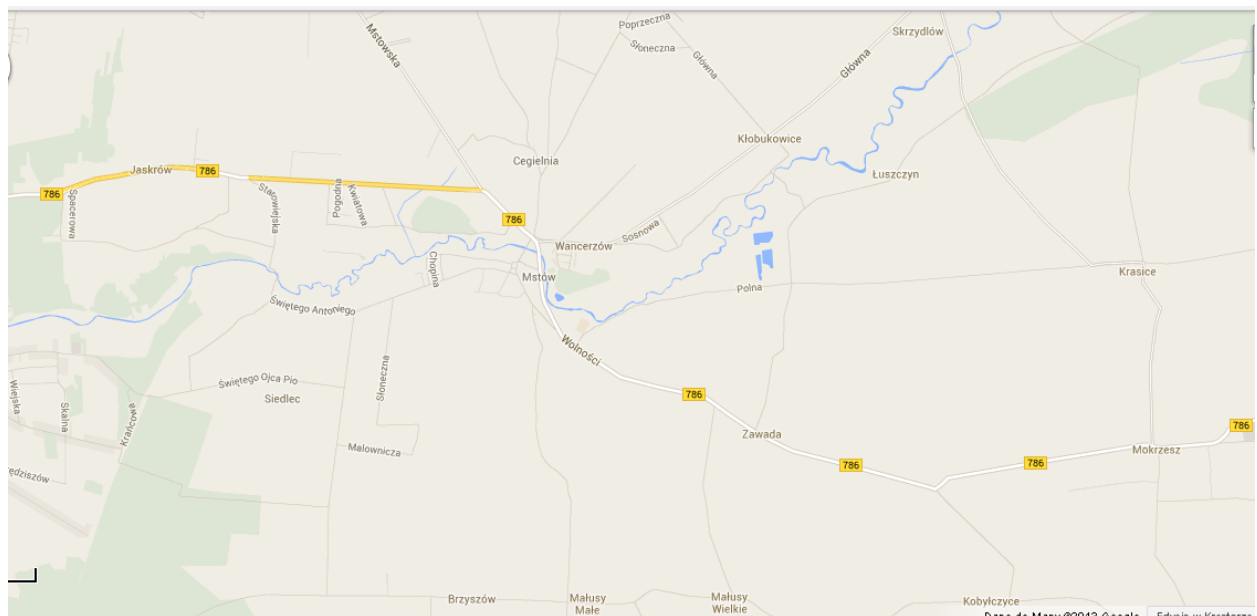 Poprzeczna
Skrzydlów
Mstowska
Słoneczna
Główna
Główna
Kłobukowice
Cegielnia
Jaskrów
786
Łuszczyn
786
Pogodna
Kwiatowa
Spacerowa
786
Sosnowa
Wancerzów
Chopina
Krasice
Mstów
Polna
Świętego Antoniego
Wolności
Słoneczna
Świętego Ojca Pio
Wiejska
786
Siedlec
Skalna
Krańcowa
786
Zawada
Malownicza
Mokrzesz
786
786
Brzyszów
Małusy
Małe
Małusy
Wielkie
Kobyłczyce